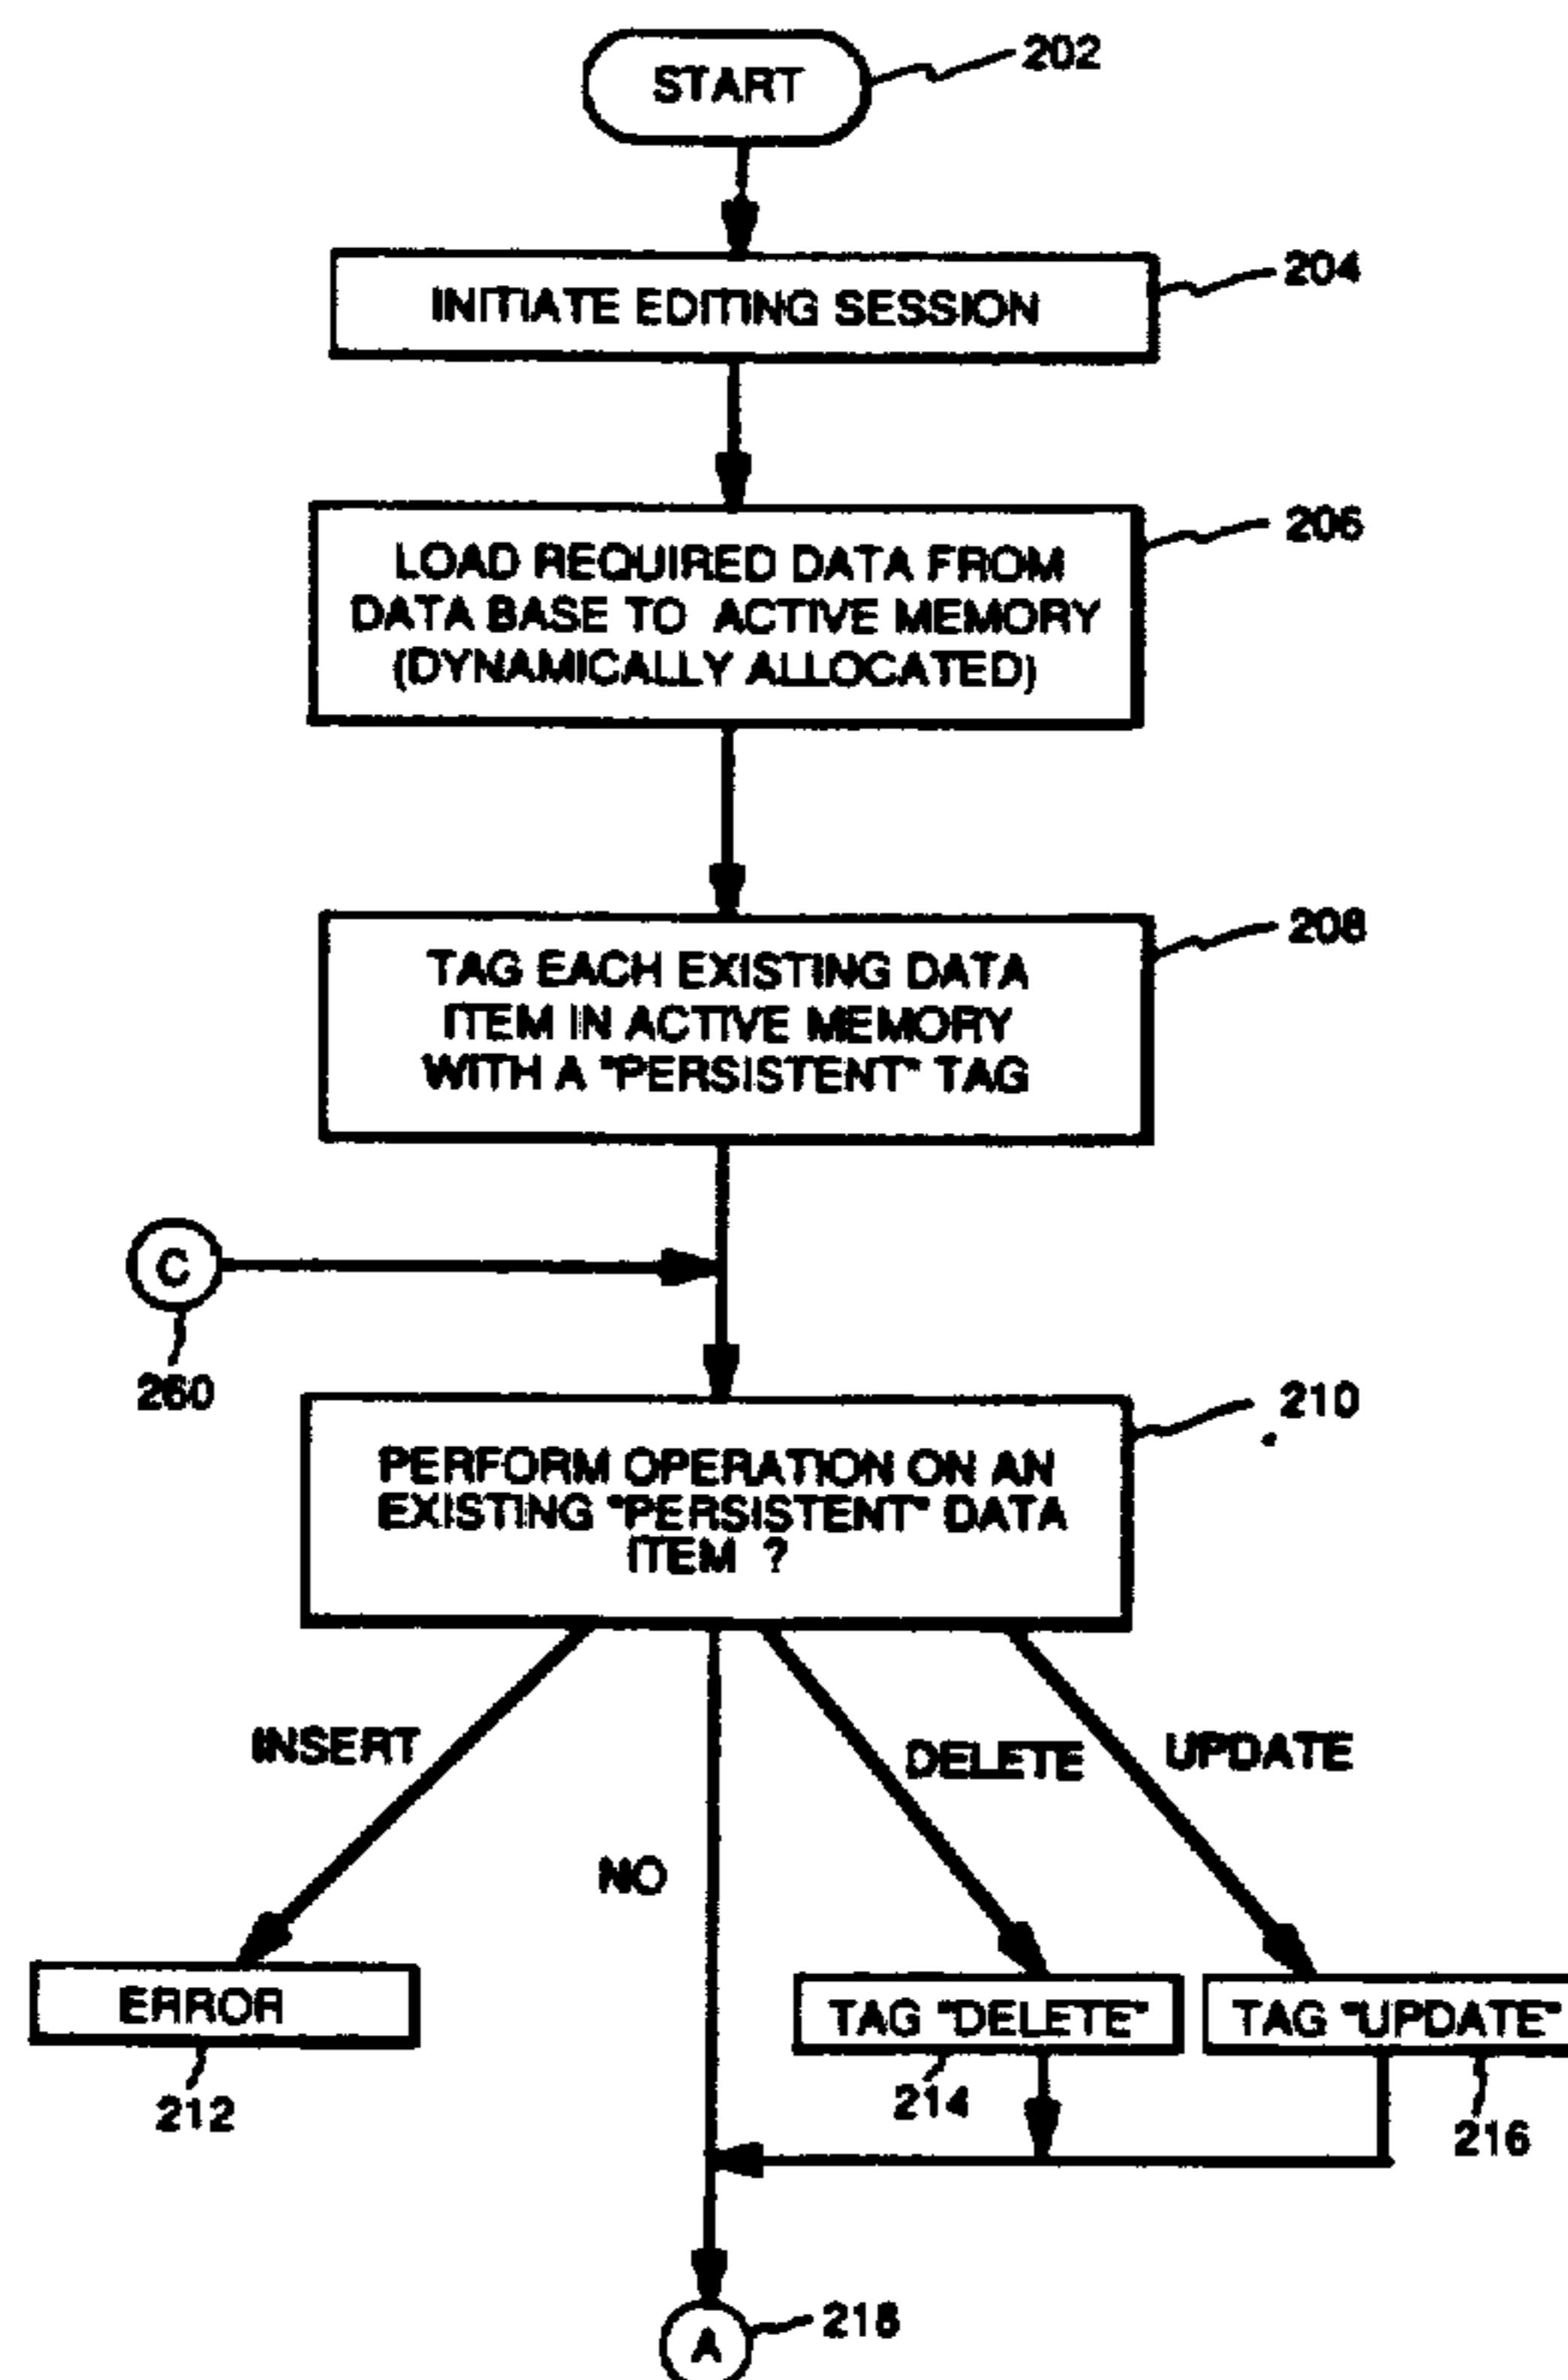 START
202
INITIATE EDITING SESSION
204
LOAD REQUIRED DATA FROM
DATA BASE TO ACTIVE MEMORY
(DYNAMICALLY ALLOCATED)
206
TAG EACH EXISTING DATA
ITEM IN ACTIVE MEMORY
WITH A "PERSISTENT" TAG
208
C
260
PERFORM OPERATION ON AN
EXISTING "PERSISTENT" DATA
ITEM ?
210
INSERT
NO
DELETE
UPDATE
ERROR
212
TAG "DELETE"
214
TAG "UPDATE"
216
A
218